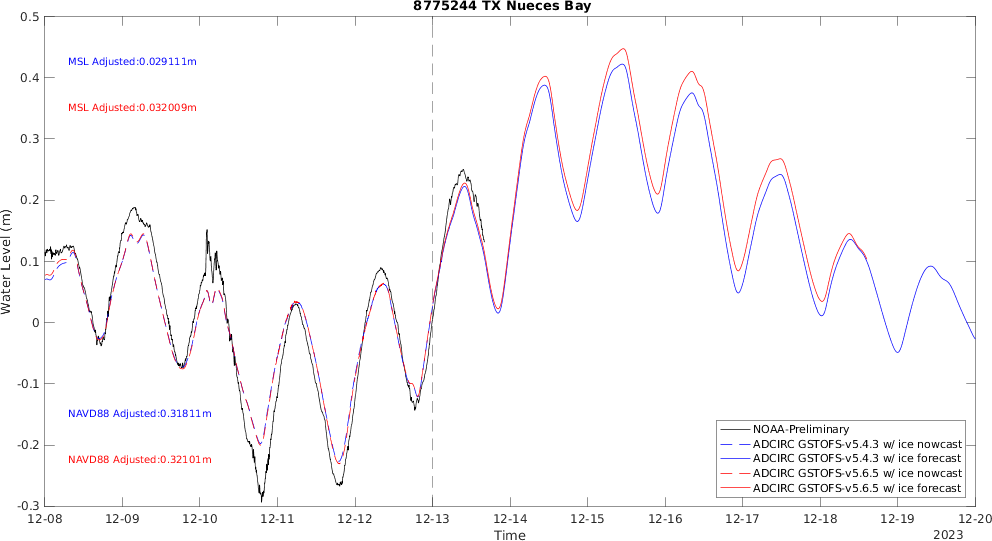 8775244 TX Nueces Bay
0.5
0.4
0.3
0.2
0.1
0
-0.1
-0.2
-0.3
Water Level (m)
MSL Adjusted:0.029111m
MSL Adjusted:0.032009m
NAVD88 Adjusted:0.31811m
NAVD88 Adjusted:0.32101m
NOAA-Preliminary
ADCIRC GSTOFS-v5.4.3 w/ ice nowcast
ADCIRC GSTOFS-v5.4.3 w/ ice forecast
ADCIRC GSTOFS-v5.6.5 w/ ice nowcast
ADCIRC GSTOFS-v5.6.5 w/ ice forecast
12-08 12-09 12-10 12-11 12-12 12-13 12-14 12-15 12-16 12-17 12-18 12-19 12-20
Time
2023